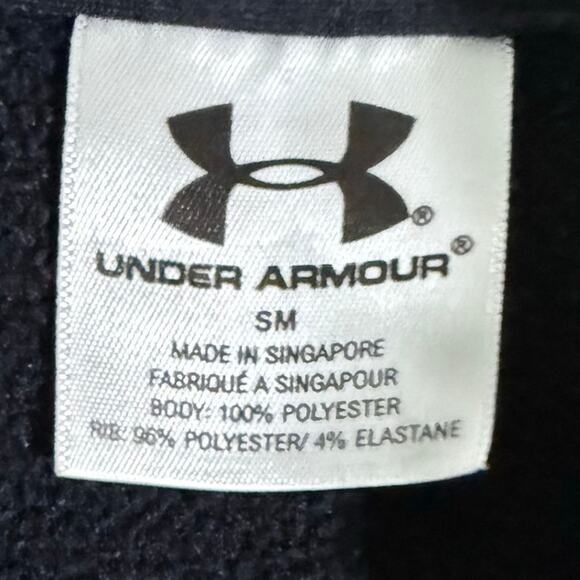 ®
UNDER ARMOUR®
SM
MADE IN SINGAPORE
FABRIQUÉ A SINGAPOUR
BODY: 100% POLYESTER
RIB: 96% POLYESTER/ 4% ELASTANE